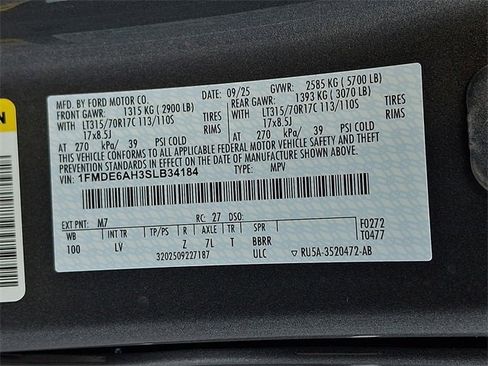 MFD. BY FORD MOTOR CO.
DATE: 09/25 GVWR: 2585 KG ( 5700 LB)
FRONT GAWR: 1315 KG ( 2900 LB) REAR GAWR: 1393 KG ( 3070 LB)
WITH LT315/70R17C 113/110S WITH LT315/70R17C 113/110S
TIRES TIRES
17x8.5J RIMS 17x8.5J RIMS
AT 270 kPa/ 39 PSI COLD AT 270 kPa/ 39 PSI COLD
THIS VEHICLE CONFORMS TO ALL APPLICABLE FEDERAL MOTOR VEHICLE SAFETY, BUMPER, AND THEFT
PREVENTION STANDARDS IN EFFECT ON THE DATE OF MANUFACTURE SHOWN ABOVE.
VIN: 1FMDE6AH3SLB34184 TYPE: MPV
EXT PNT: M7 RC: 27 DSO: F0272
WB INT TR TP/PS R AXLE TR SPR T0477
100 LV Z 7L T BBRR
3202509227187 ULC ▽ RU5A-3520472-AB